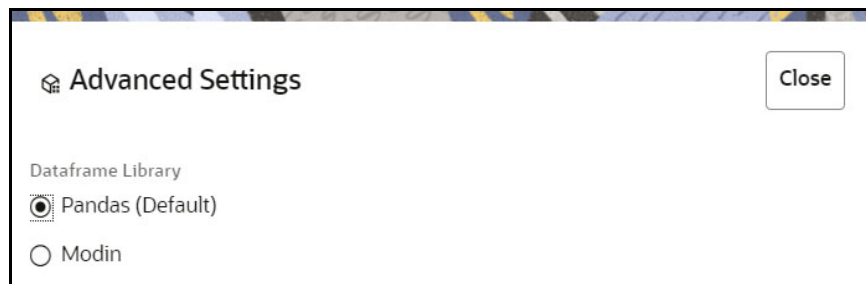 Advanced Settings
Close
Dataframe Library
Pandas (Default)
Modin